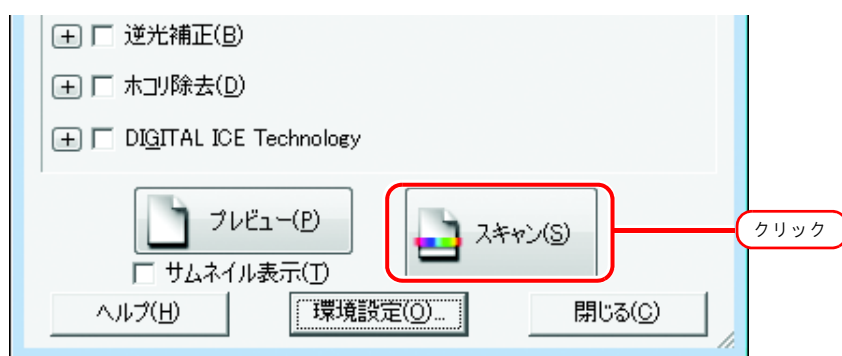 逆光補正(B)
ホコリ除去(D)
DIGITAL ICE Technology
プレビュー(P)
スキャン(S)
クリック
サムネイル表示(T)
ヘルプ(H)
環境設定(O)...
閉じる(C)